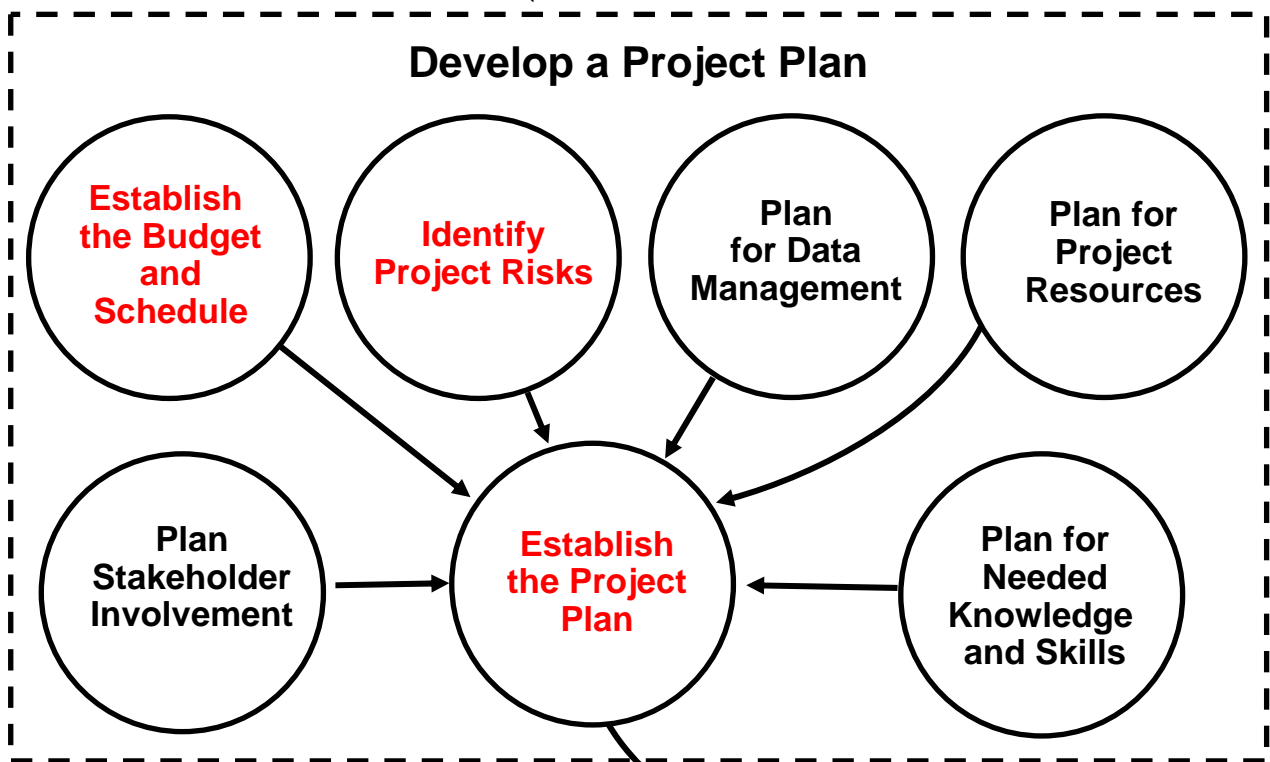 Develop a Project Plan
Establish
the Budget
and
Schedule
Identify
Project Risks
Plan
for Data
Management
Plan for
Project
Resources
Plan
Stakeholder
Involvement
Establish
the Project
Plan
Plan for
Needed
Knowledge
and Skills